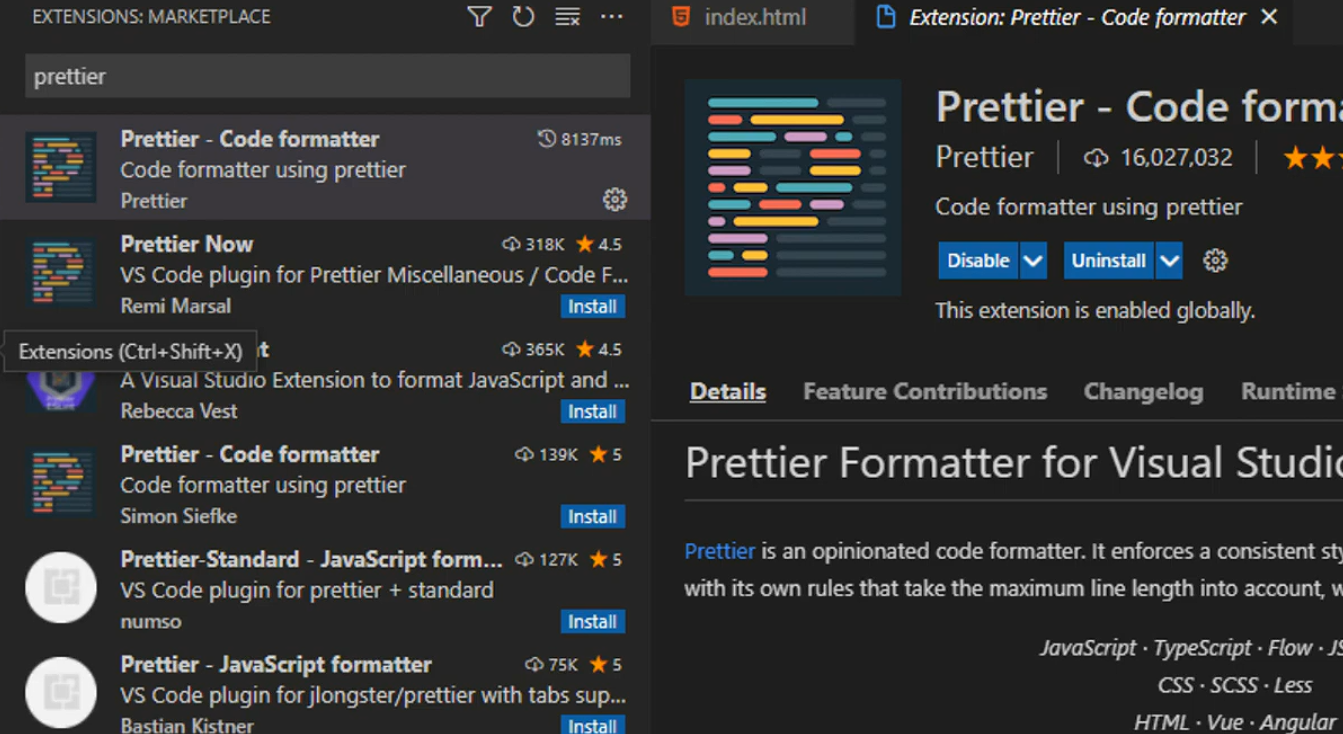 EXTENSIONS: MARKETPLACE
prettier
Prettier - Code formatter
8137ms
Code formatter using prettier
Prettier
Prettier Now
318K
4.5
VS Code plugin for Prettier Miscellaneous / Code F...
Remi Marsal
Install
Extensions (Ctrl+Shift+X)
365K
4.5
A Visual Studio Extension to format JavaScript and ...
Rebecca Vest
Install
Prettier - Code formatter
139K
5
Code formatter using prettier
Simon Siefke
Install
Prettier-Standard - JavaScript form...
127K
5
VS Code plugin for prettier + standard
numso
Install
Prettier - JavaScript formatter
75K
5
VS Code plugin for jlongster/prettier with tabs sup...
Bastian Kistner
Install
index.html
Extension: Prettier - Code formatter
Prettier - Code forma
Prettier
16,027,032
Code formatter using prettier
Disable
Uninstall
This extension is enabled globally.
Details
Feature Contributions
Changelog
Runtime
Prettier Formatter for Visual Studio
Prettier is an opinionated code formatter. It enforces a consistent sty
with its own rules that take the maximum line length into account, w
JavaScript · TypeScript · Flow · JS
CSS · SCSS · Less
HTML · Vue · Angular